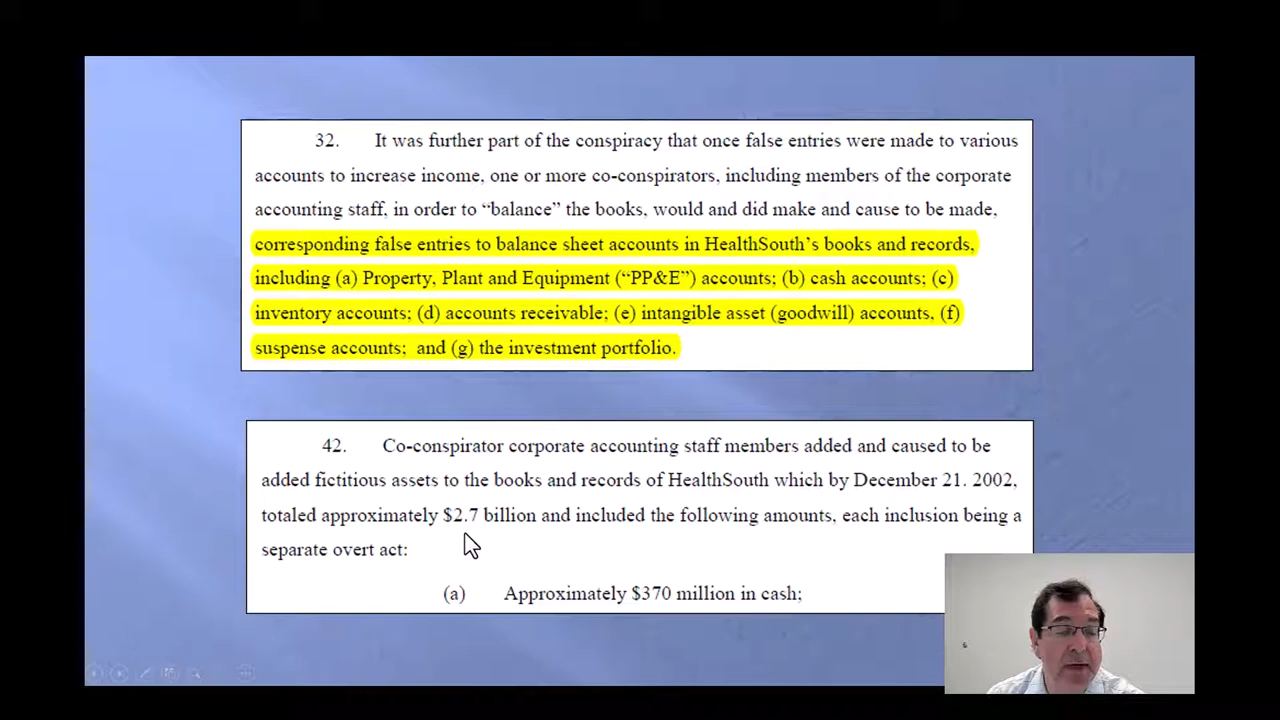 32. It was further part of the conspiracy that once false entries were made to various
accounts to increase income, one or more co-conspirators, including members of the corporate
accounting staff, in order to “balance” the books, would and did make and cause to be made,
corresponding false entries to balance sheet accounts in HealthSouth’s books and records,
including (a) Property, Plant and Equipment (“PP&E”) accounts; (b) cash accounts; (c)
inventory accounts; (d) accounts receivable; (e) intangible asset (goodwill) accounts, (f)
suspense accounts; and (g) the investment portfolio.
42. Co-conspirator corporate accounting staff members added and caused to be
added fictitious assets to the books and records of HealthSouth which by December 21. 2002,
totaled approximately $2.7 billion and included the following amounts, each inclusion being a
separate overt act:
(a) Approximately $370 million in cash;